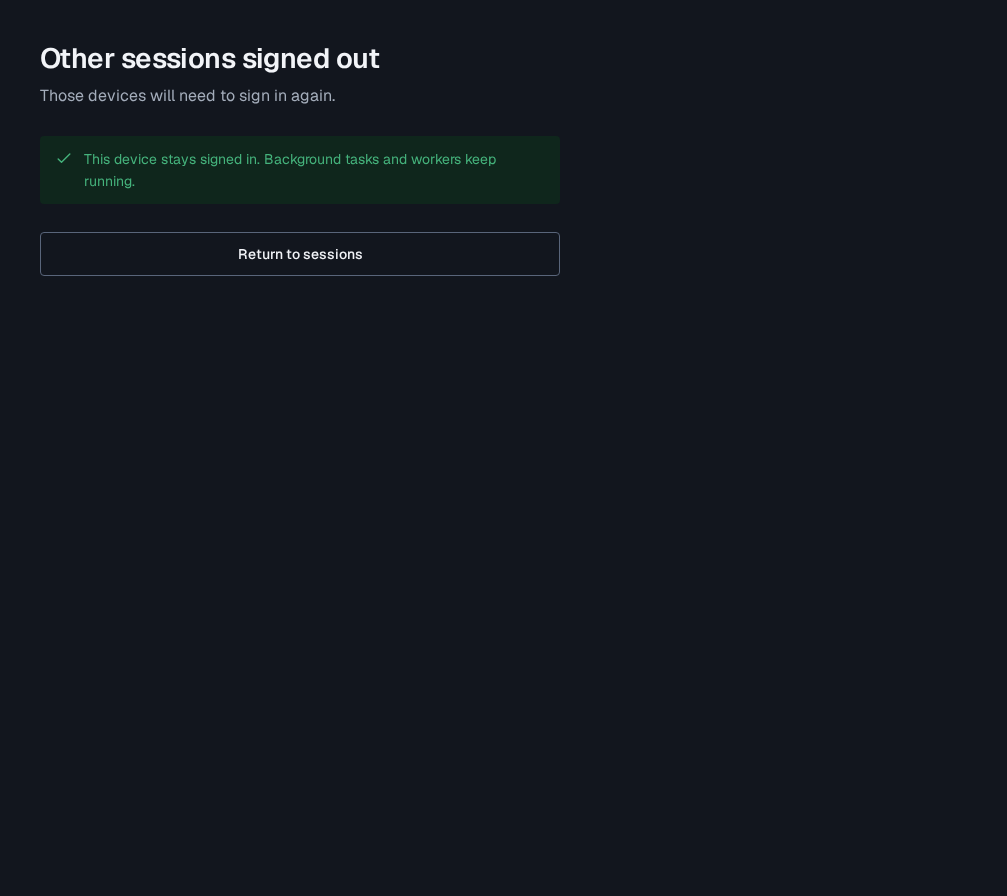 Other sessions signed out
Those devices will need to sign in again.
This device stays signed in. Background tasks and workers keep
running.
Return to sessions